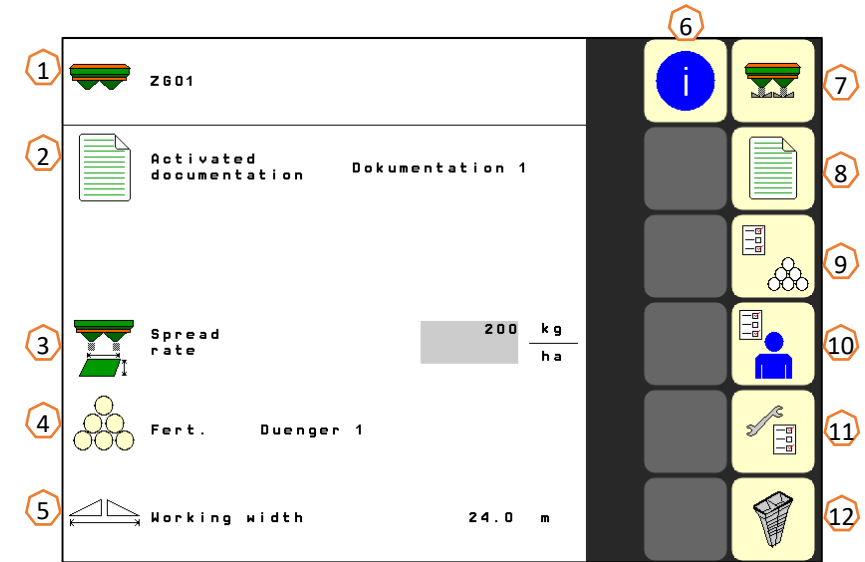 6
1
ZG01
i
7
2
Activated
documentation
Dokumentation 1
8
9
3
Spread
rate
200
kg
ha
10
4
Fert.
Duenger 1
11
5
Working width
24.0
m
12